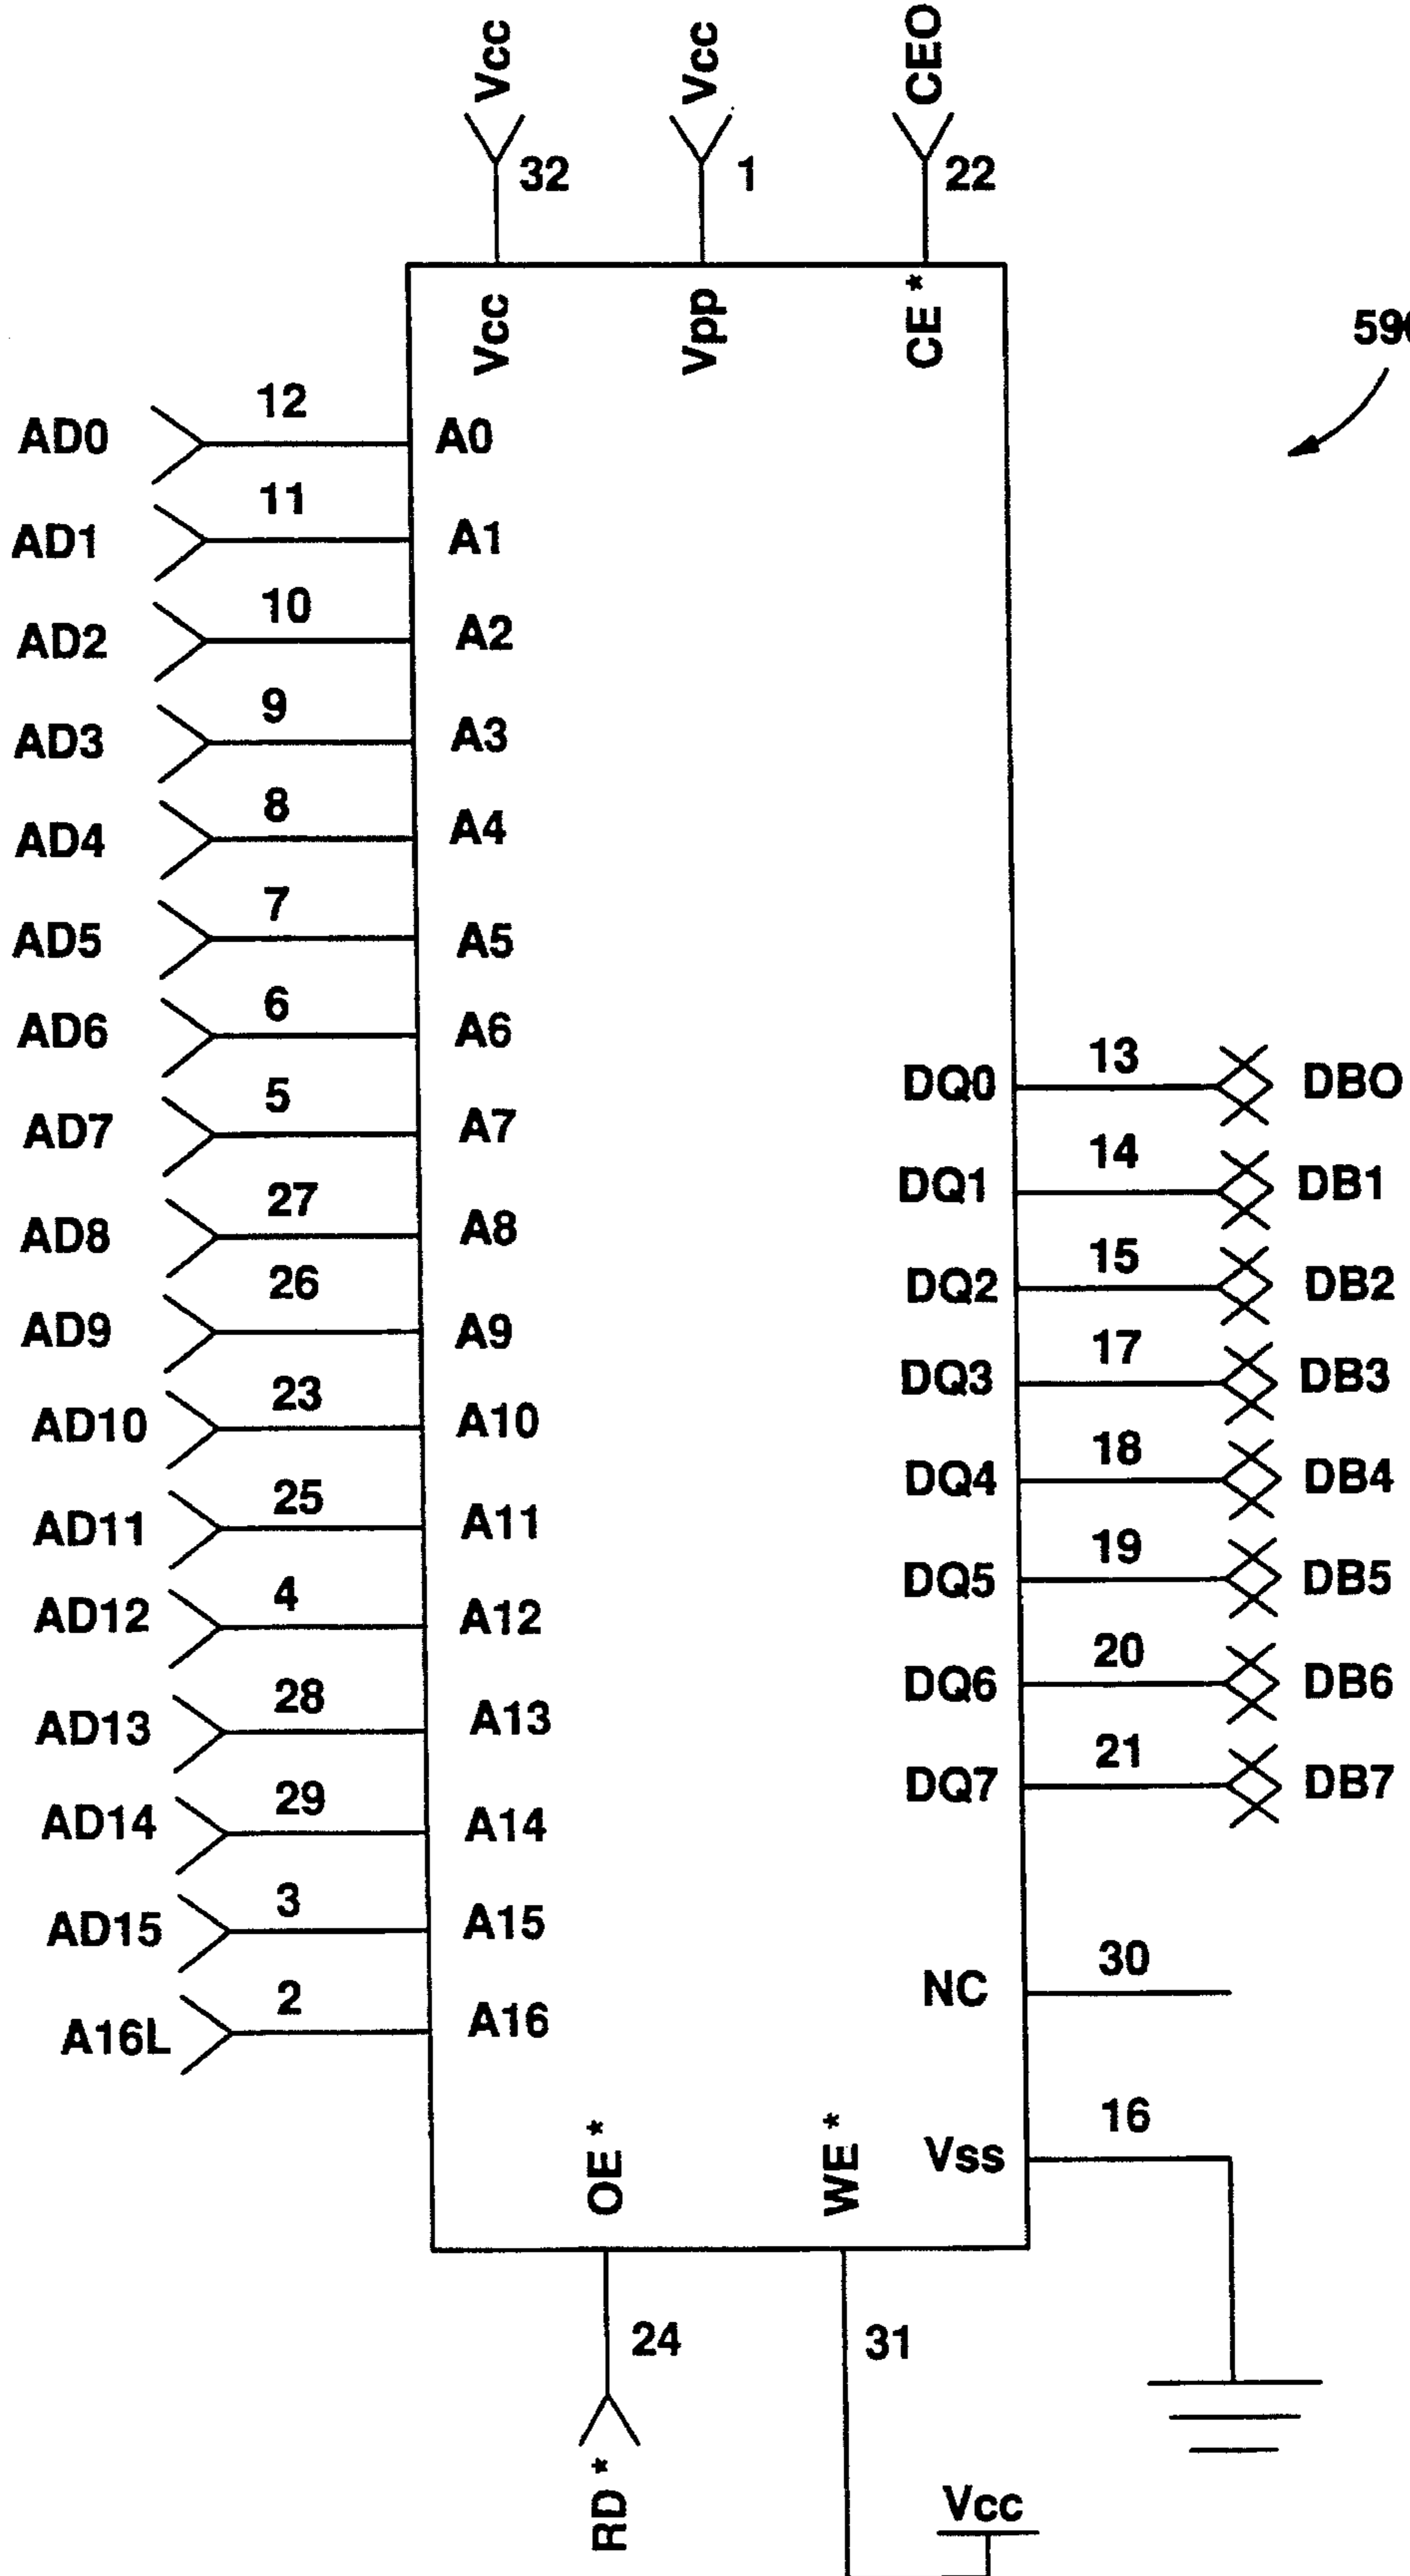 Vcc
Vcc
CEO
32
1
22
Vcc
Vpp
CE *
AD0 12 A0
AD1 11 A1
AD2 10 A2
AD3 9 A3
AD4 8 A4
AD5 7 A5
AD6 6 A6
AD7 5 A7
AD8 27 A8
AD9 26 A9
AD10 23 A10
AD11 25 A11
AD12 4 A12
AD13 28 A13
AD14 29 A14
AD15 3 A15
A16L 2 A16
DQ0 13 DBO
DQ1 14 DB1
DQ2 15 DB2
DQ3 17 DB3
DQ4 18 DB4
DQ5 19 DB5
DQ6 20 DB6
DQ7 21 DB7
NC 30
Vss 16
OE *
WE *
24
31
RD *
Vcc